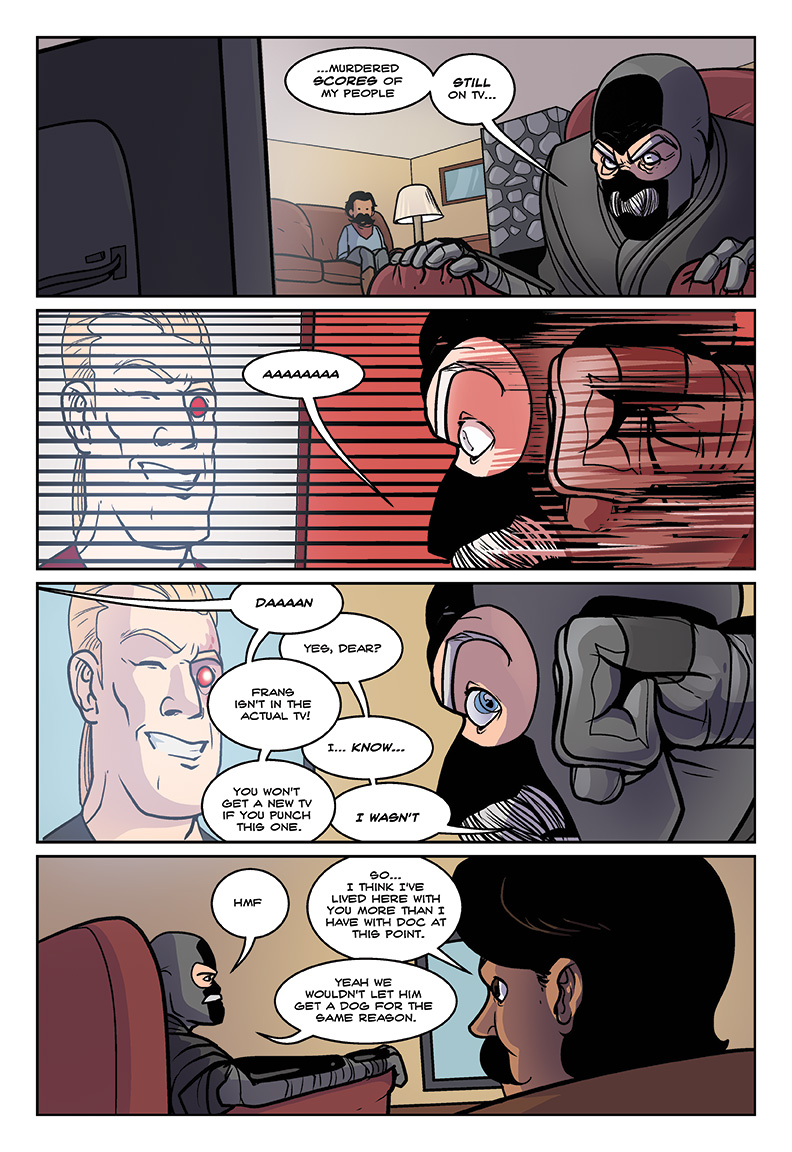 ...MURDERED
SCORES OF
MY PEOPLE
STILL
ON TV...
AAAAAAAA
DAAAAN
YES, DEAR?
FRANS
ISN'T IN THE
ACTUAL TV!
I... KNOW...
YOU WON'T
GET A NEW TV
IF YOU PUNCH
THIS ONE.
I WASN'T
HMF
SO...
I THINK I'VE
LIVED HERE WITH
YOU MORE THAN I
HAVE WITH DOC AT
THIS POINT.
YEAH WE
WOULDN'T LET HIM
GET A DOG FOR THE
SAME REASON.